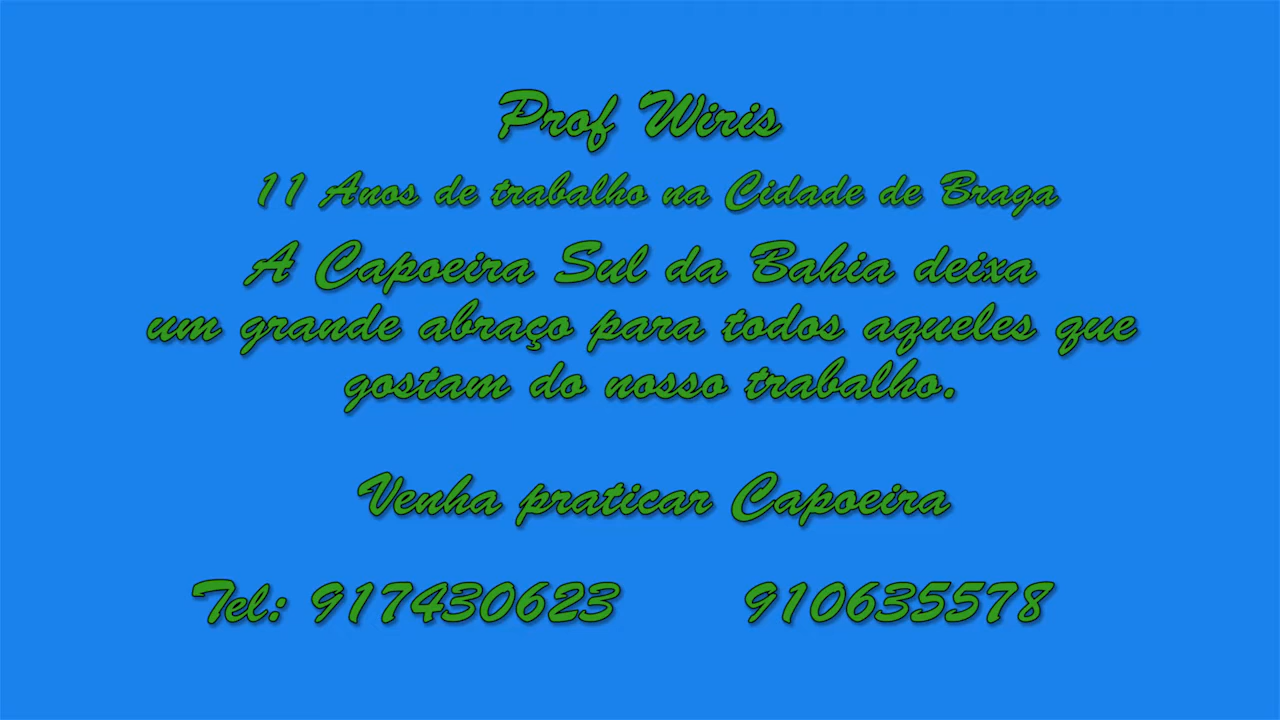 Prof Wiris
11 Anos de trabalho na Cidade de Braga
A Capoeira Sul da Bahia deixa
um grande abraço para todos aqueles que
gostam do nosso trabalho.
Venha praticar Capoeira
Tel: 917430623 910635578